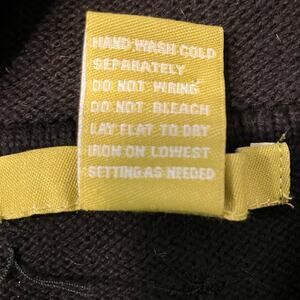 HAND WASH COLD
SEPARATELY
DO NOT WRING
DO NOT BLEACH
LAY FLAT TO DRY
IRON ON LOWEST
SETTING AS NEEDED